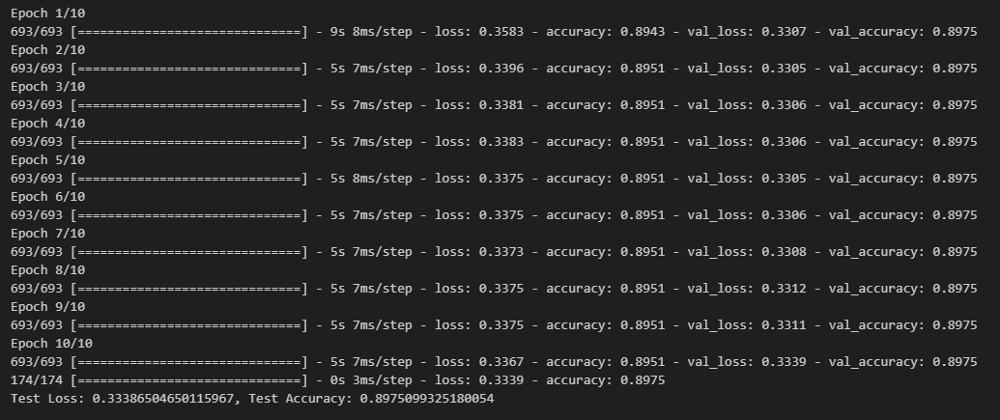 Epoch 1/10
693/693 [==============================] - 9s 8ms/step - loss: 0.3583 - accuracy: 0.8943 - val_loss: 0.3307 - val_accuracy: 0.8975
Epoch 2/10
693/693 [==============================] - 5s 7ms/step - loss: 0.3396 - accuracy: 0.8951 - val_loss: 0.3305 - val_accuracy: 0.8975
Epoch 3/10
693/693 [==============================] - 5s 7ms/step - loss: 0.3381 - accuracy: 0.8951 - val_loss: 0.3306 - val_accuracy: 0.8975
Epoch 4/10
693/693 [==============================] - 5s 7ms/step - loss: 0.3383 - accuracy: 0.8951 - val_loss: 0.3306 - val_accuracy: 0.8975
Epoch 5/10
693/693 [==============================] - 5s 8ms/step - loss: 0.3375 - accuracy: 0.8951 - val_loss: 0.3305 - val_accuracy: 0.8975
Epoch 6/10
693/693 [==============================] - 5s 7ms/step - loss: 0.3375 - accuracy: 0.8951 - val_loss: 0.3306 - val_accuracy: 0.8975
Epoch 7/10
693/693 [==============================] - 5s 7ms/step - loss: 0.3373 - accuracy: 0.8951 - val_loss: 0.3308 - val_accuracy: 0.8975
Epoch 8/10
693/693 [==============================] - 5s 7ms/step - loss: 0.3375 - accuracy: 0.8951 - val_loss: 0.3312 - val_accuracy: 0.8975
Epoch 9/10
693/693 [==============================] - 5s 7ms/step - loss: 0.3375 - accuracy: 0.8951 - val_loss: 0.3311 - val_accuracy: 0.8975
Epoch 10/10
693/693 [==============================] - 5s 7ms/step - loss: 0.3367 - accuracy: 0.8951 - val_loss: 0.3339 - val_accuracy: 0.8975
174/174 [==============================] - 0s 3ms/step - loss: 0.3339 - accuracy: 0.8975
Test Loss: 0.33386504650115967, Test Accuracy: 0.8975099325180054